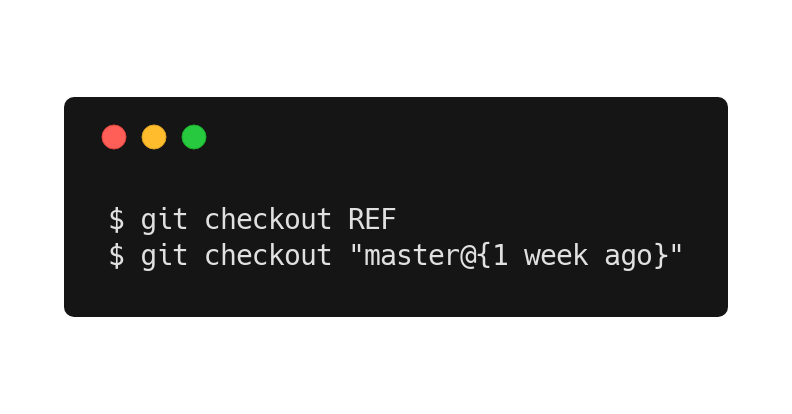 $ git checkout REF
$ git checkout "master@{1 week ago}"